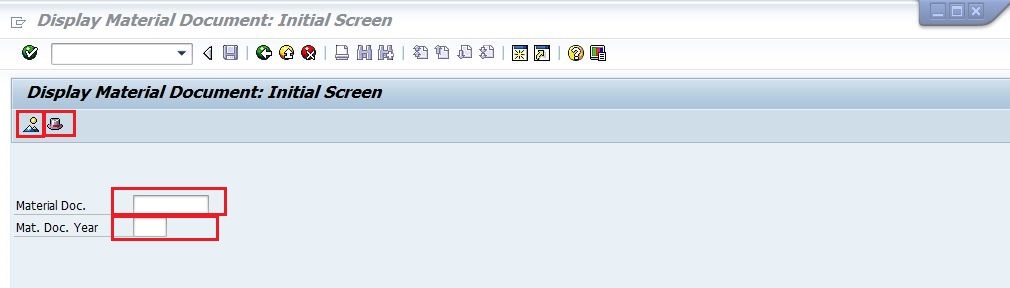 Display Material Document: Initial Screen
Display Material Document: Initial Screen
Material Doc.
Mat. Doc. Year